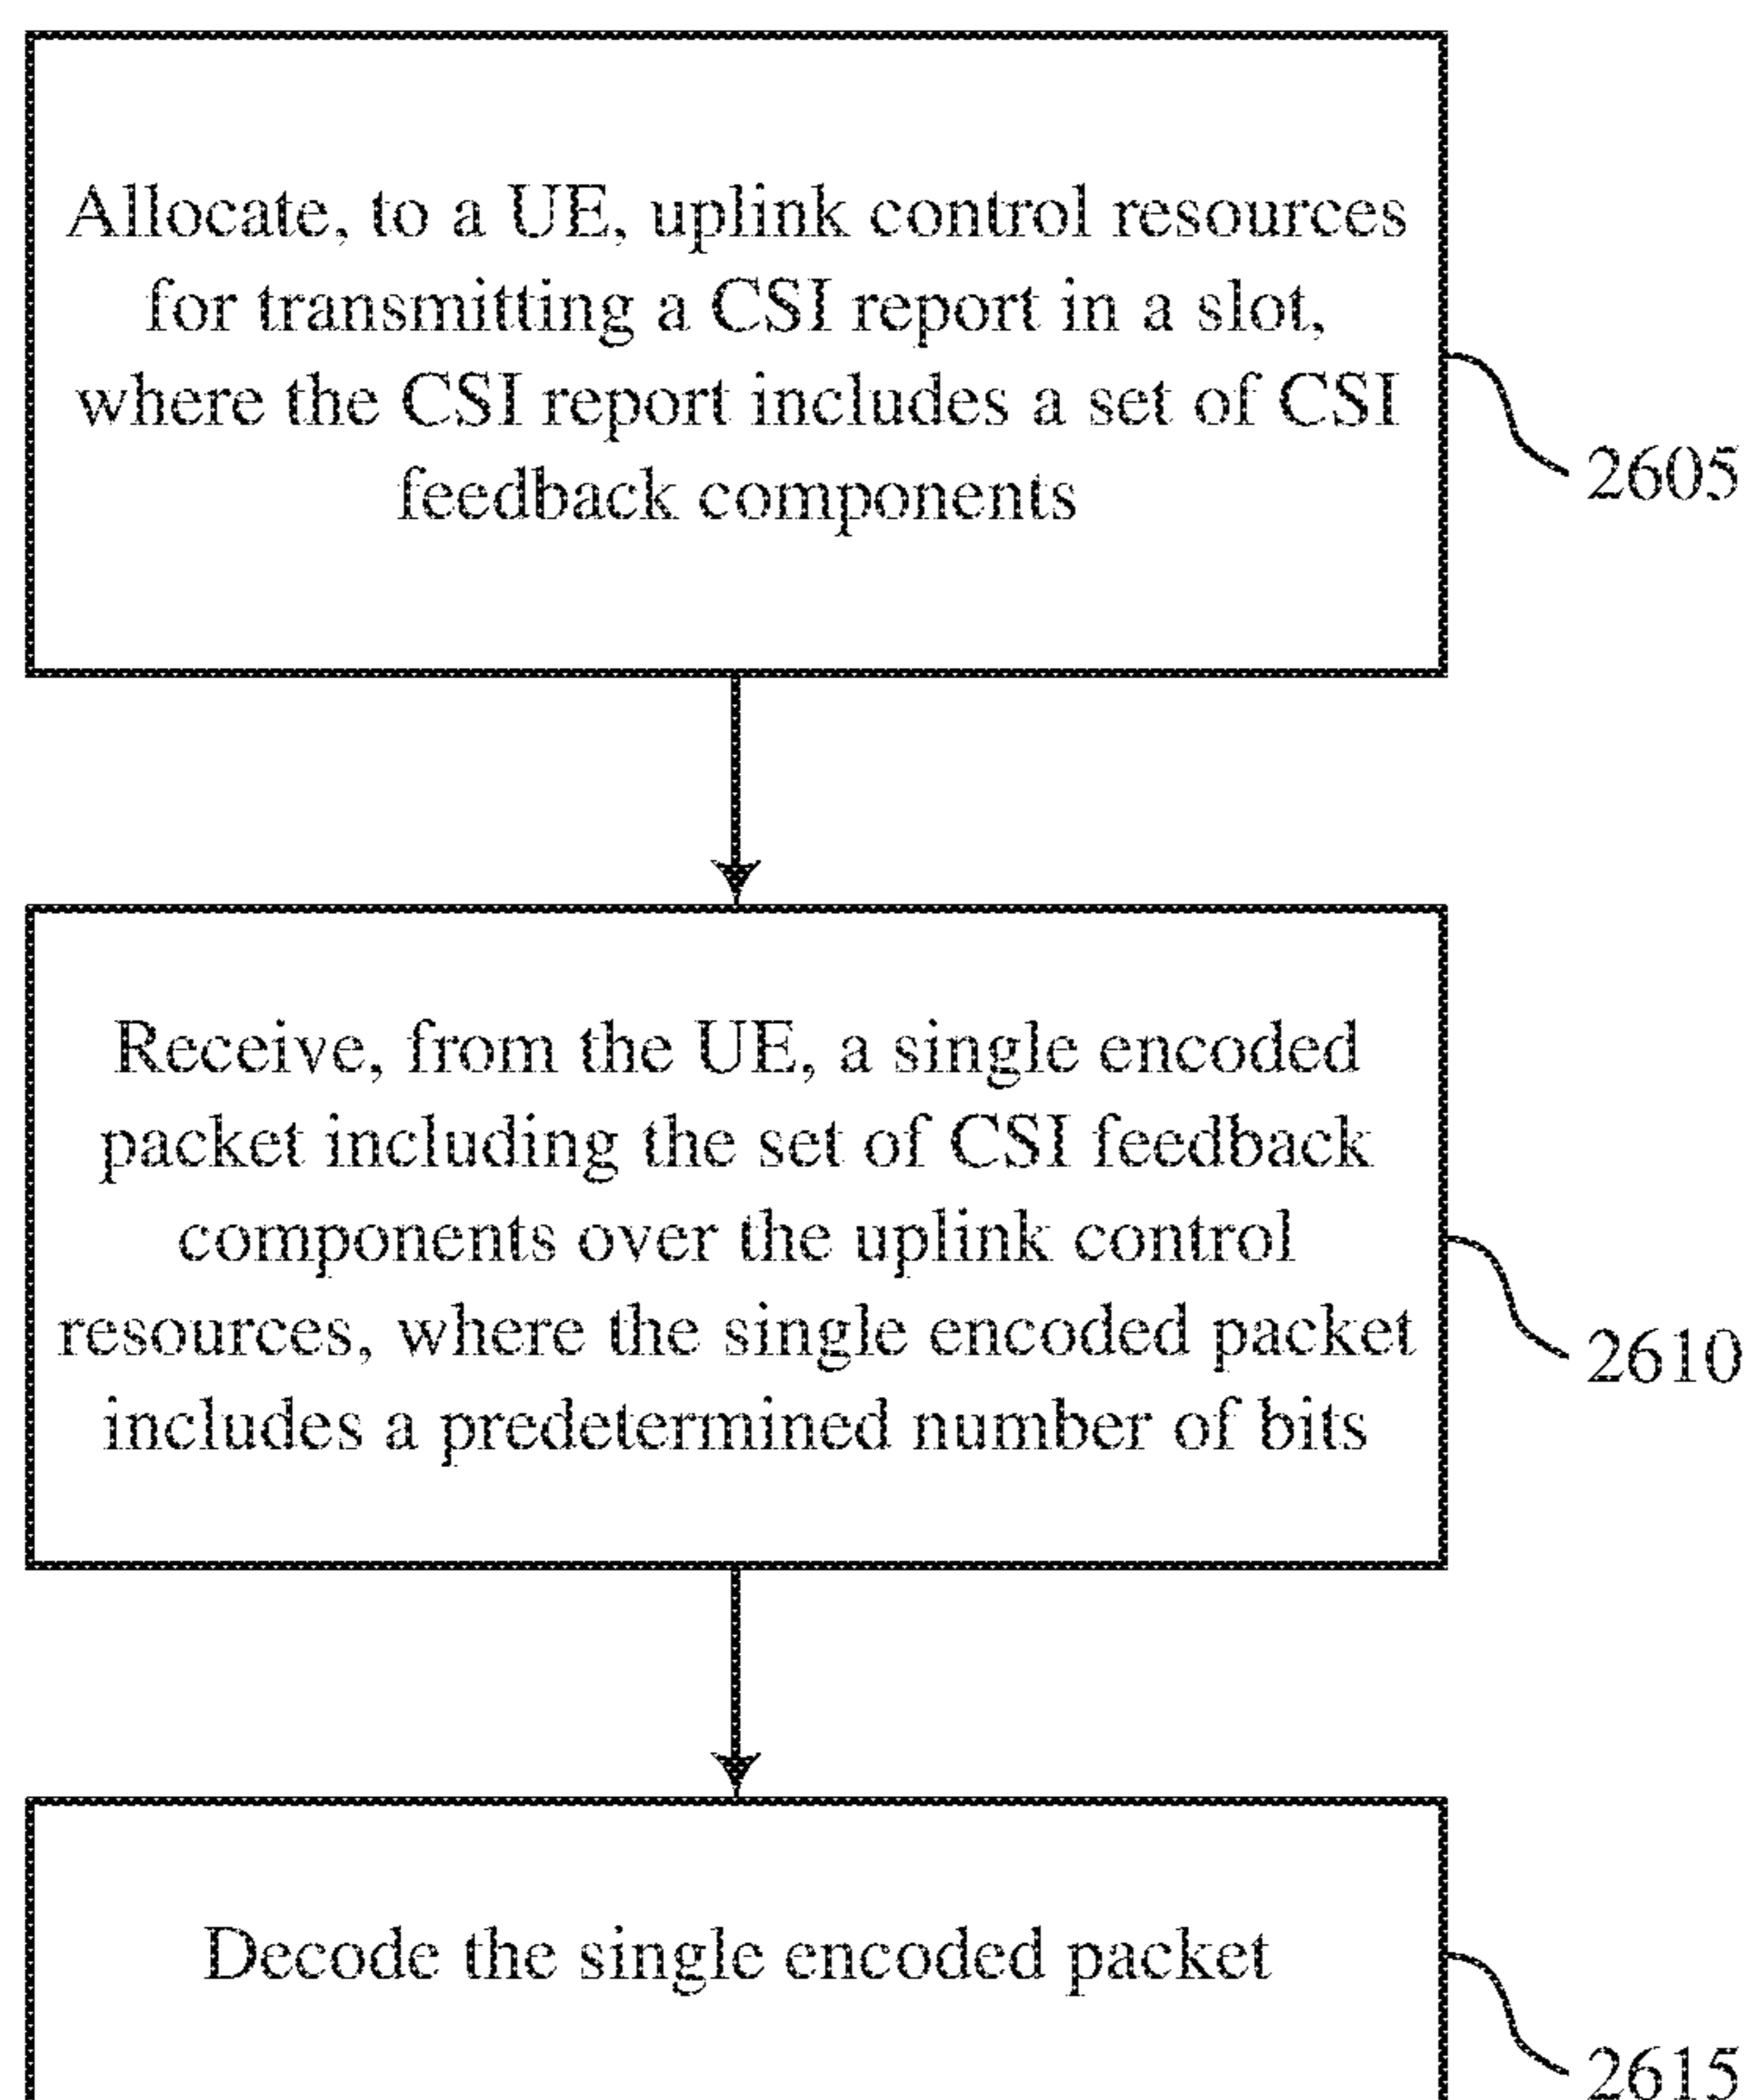 Allocate, to a UE, uplink control resources
for transmitting a CSI report in a slot,
where the CSI report includes a set of CSI
feedback components
2605
Receive, from the UE, a single encoded
packet including the set of CSI feedback
components over the uplink control
resources, where the single encoded packet
includes a predetermined number of bits
2610
Decode the single encoded packet
2615